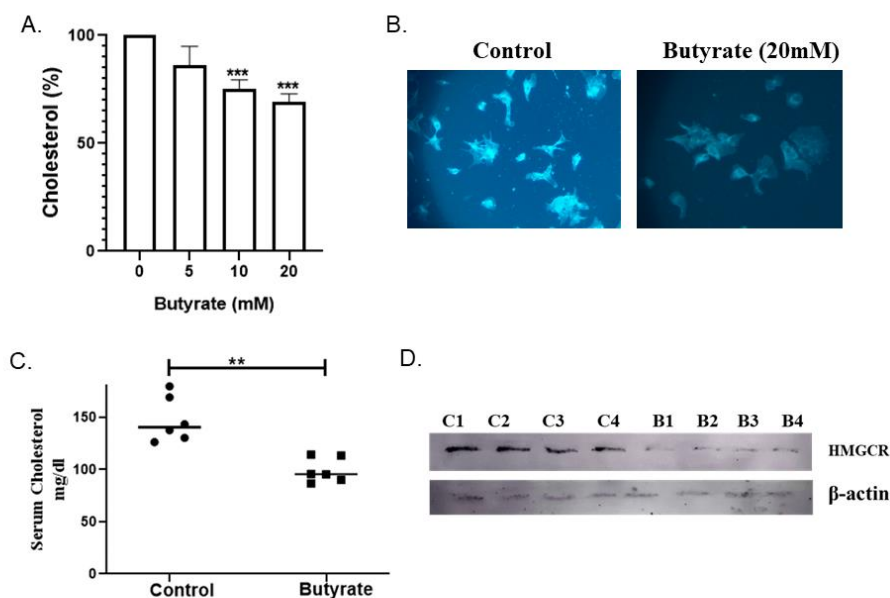 A.
Cholesterol (%)
100
50
0
***
***
0 5 10 20
Butyrate (mM)
B.
Control Butyrate (20mM)
C.
Serum Cholesterol
mg/dl
**
150
100
50
0
Control Butyrate
D.
C1 C2 C3 C4 B1 B2 B3 B4
HMGCR
β-actin